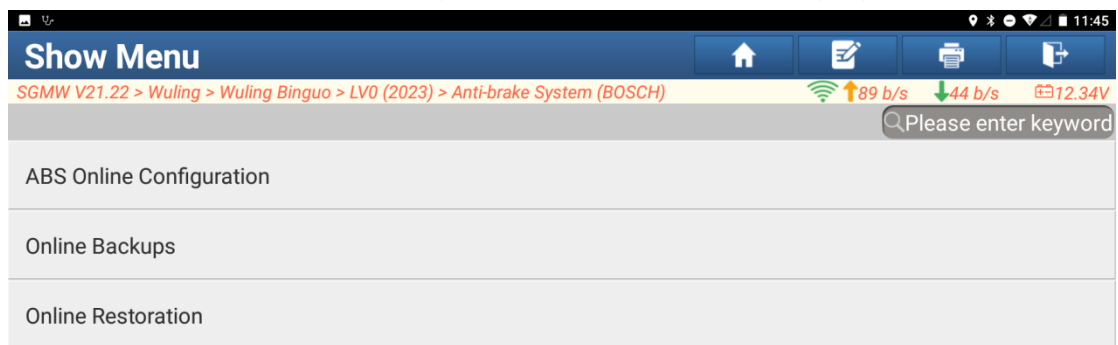 11:45
Show Menu
SGMW V21.22 > Wuling > Wuling Binguo > LV0 (2023) > Anti-brake System (BOSCH) 89 b/s 44 b/s 12.34V
Please enter keyword
ABS Online Configuration
Online Backups
Online Restoration